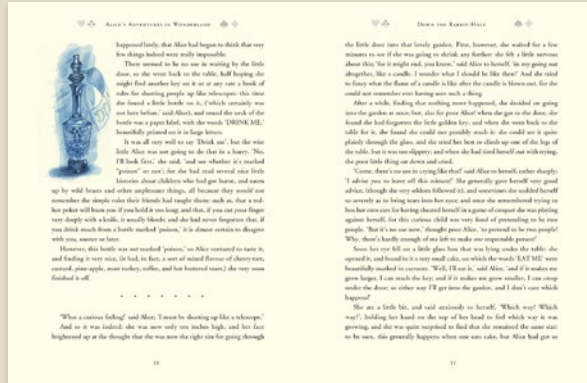 ALICE'S ADVENTURES IN WONDERLAND
happened lately, that Alice had begun to think that very
few things indeed were really impossible.
There seemed to be no use in waiting by the little
door, so she went back to the table, half hoping she
might find another key on it or at any rate a book of
rules for shutting people up like telescopes: this time
she found a little bottle on it, ('which certainly was
not here before,' said Alice), and round the neck of the
bottle was a paper label, with the words 'DRINK ME,'
beautifully printed on it in large letters.
It was all very well to say 'Drink me', but the wise
little Alice was not going to do that in a hurry. 'No,
I'll look first,' she said, 'and see whether it's marked
"poison" or not'; for she had read several nice little
histories about children who had got burnt, and eaten
up by wild beasts and other unpleasant things, all because they would not
remember the simple rules their friends had taught them: such as, that a red-
hot poker will burn you if you hold it too long; and that, if you cut your finger
very deeply with a knife, it usually bleeds; and she had never forgotten that, if
you drink much from a bottle marked 'poison,' it is almost certain to disagree
with you, sooner or later.
However, this bottle was not marked 'poison,' so Alice ventured to taste it,
and finding it very nice, (it had, in fact, a sort of mixed flavour of cherry-tart,
custard, pine-apple, roast turkey, toffee, and hot buttered toast,) she very soon
finished it off.
* * * * * * *
'What a curious feeling!' said Alice; 'I must be shutting up like a telescope.'
And so it was indeed: she was now only ten inches high, and her face
brightened up at the thought that she was now the right size for going through
10
DOWN THE RABBIT-HOLE
the little door into that lovely garden. First, however, she waited for a few
minutes to see if she was going to shrink any further: she felt a little nervous
about this; 'for it might end, you know,' said Alice to herself, 'in my going out
altogether, like a candle. I wonder what I should be like then?' And she tried
to fancy what the flame of a candle is like after the candle is blown out, for she
could not remember ever having seen such a thing.
After a while, finding that nothing more happened, she decided on going
into the garden at once; but, alas for poor Alice! when she got to the door, she
found she had forgotten the little golden key, and when she went back to the
table for it, she found she could not possibly reach it: she could see it quite
plainly through the glass, and she tried her best to climb up one of the legs of
the table, but it was too slippery; and when she had tired herself out with trying,
the poor little thing sat down and cried.
'Come, there's no use in crying like that!' said Alice to herself, rather sharply;
'I advise you to leave off this minute!' She generally gave herself very good
advice, (though she very seldom followed it), and sometimes she scolded herself
so severely as to bring tears into her eyes; and once she remembered trying to
box her own ears for having cheated herself in a game of croquet she was playing
against herself, for this curious child was very fond of pretending to be two
people. 'But it's no use now,' thought poor Alice, 'to pretend to be two people!
Why, there's hardly enough of me left to make one respectable person!'
Soon her eye fell on a little glass box that was lying under the table: she
opened it, and found in it a very small cake, on which the words 'EAT ME' were
beautifully marked in currants. 'Well, I'll eat it,' said Alice, 'and if it makes me
grow larger, I can reach the key; and if it makes me grow smaller, I can creep
under the door; so either way I'll get into the garden, and I don't care which
happens!'
She ate a little bit, and said anxiously to herself, 'Which way? Which
way?', holding her hand on the top of her head to feel which way it was
growing, and she was quite surprised to find that she remained the same size:
to be sure, this generally happens when one eats cake, but Alice had got so
11